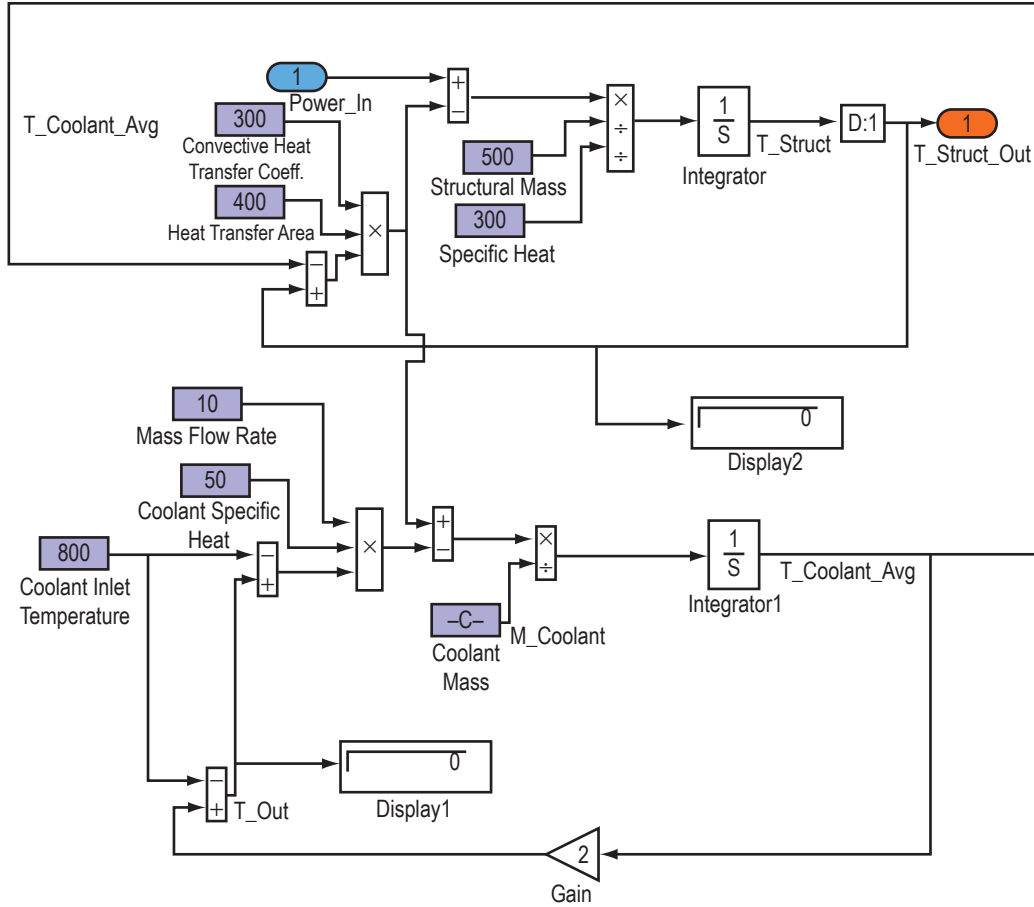 1
Power_In
+
−
T_Coolant_Avg
300
Convective Heat
Transfer Coeff.
400
Heat Transfer Area
×
−
+
500
Structural Mass
300
Specific Heat
×
÷
÷
1
S
Integrator
T_Struct
D:1
1
T_Struct_Out
10
Mass Flow Rate
50
Coolant Specific
Heat
800
Coolant Inlet
Temperature
−
+
×
+
−
×
÷
–C–
M_Coolant
Coolant
Mass
1
S
Integrator1
T_Coolant_Avg
0
Display2
−
+
T_Out
0
Display1
2
Gain